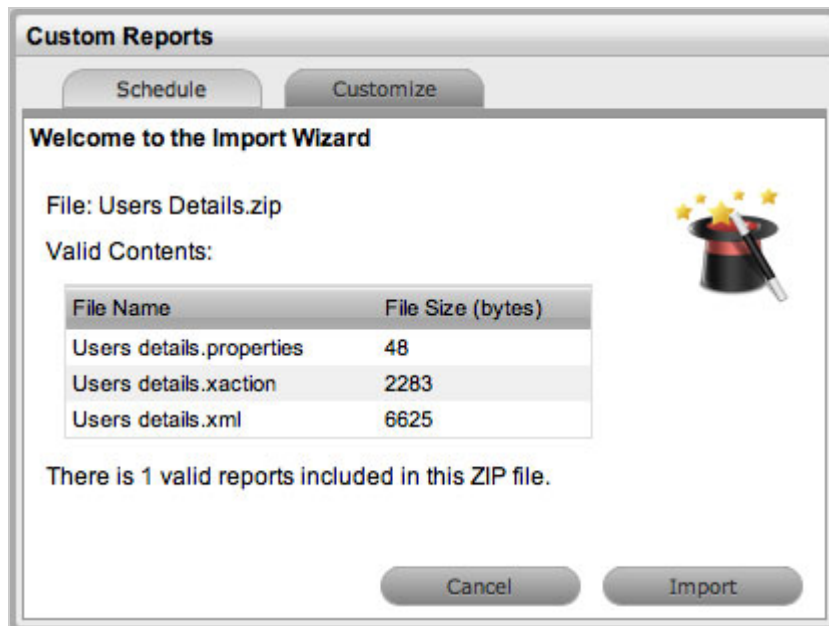 Custom Reports
Schedule Customize
Welcome to the Import Wizard
File: Users Details.zip
Valid Contents:
File Name File Size (bytes)
Users details.properties 48
Users details.xaction 2283
Users details.xml 6625
There is 1 valid reports included in this ZIP file.
Cancel Import